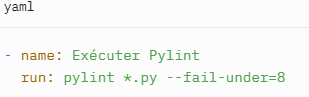 yaml
- name: Exécuter Pylint
run: pylint *.py --fail-under=8